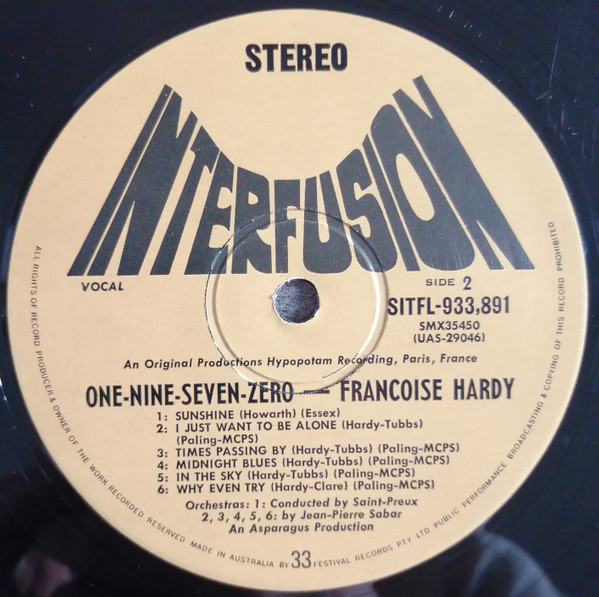 STEREO
INTERFUSION
VOCAL
SIDE 2
SITFL-933,891
SMX35450
(UAS-29046)
An Original Productions Hypopotam Recording, Paris, France
ONE-NINE-SEVEN-ZERO — FRANCOISE HARDY
1: SUNSHINE (Howarth) (Essex)
2: I JUST WANT TO BE ALONE (Hardy-Tubbs)
(Paling-MCPS)
3: TIMES PASSING BY (Hardy-Tubbs) (Paling-MCPS)
4: MIDNIGHT BLUES (Hardy-Tubbs) (Paling-MCPS)
5: IN THE SKY (Hardy-Tubbs) (Paling-MCPS)
6: WHY EVEN TRY (Hardy-Clare) (Paling-MCPS)
Orchestras: 1: Conducted by Saint-Preux
2, 3, 4, 5, 6: by Jean-Pierre Sabar
An Asparagus Production
33
ALL RIGHTS OF RECORD PRODUCER & OWNER OF THE WORK RECORDED RESERVED MADE IN AUSTRALIA BY FESTIVAL RECORDS PTY LTD PUBLIC PERFORMANCE BROADCASTING & COPYING OF THIS RECORD PROHIBITED